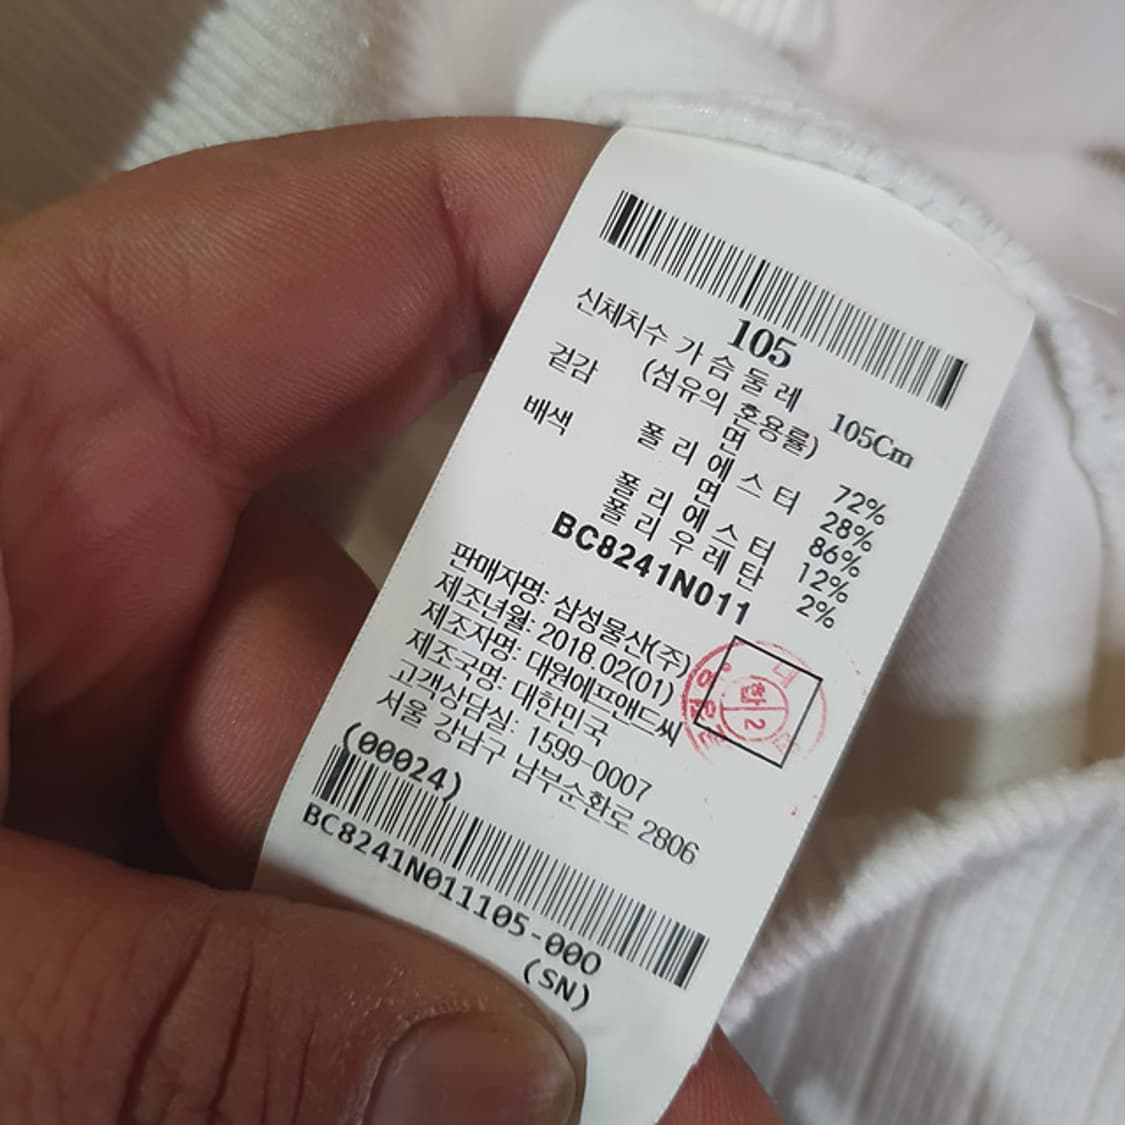 105
신체치수 가슴둘레 105Cm
(섬유의 혼용률)
겉감 면 72%
폴리에스터 28%
배색 면 86%
폴리에스터 12%
폴리우레탄 2%
BC8241N011
판매자명: 삼성물산(주)
제조년월: 2018.02(01)
제조자명: 대원에프앤드씨
제조국명: 대한민국
고객상담실: 1599-0007
서울 강남구 남부순환로 2806
(00024)
BC8241N011105-000
(SN)